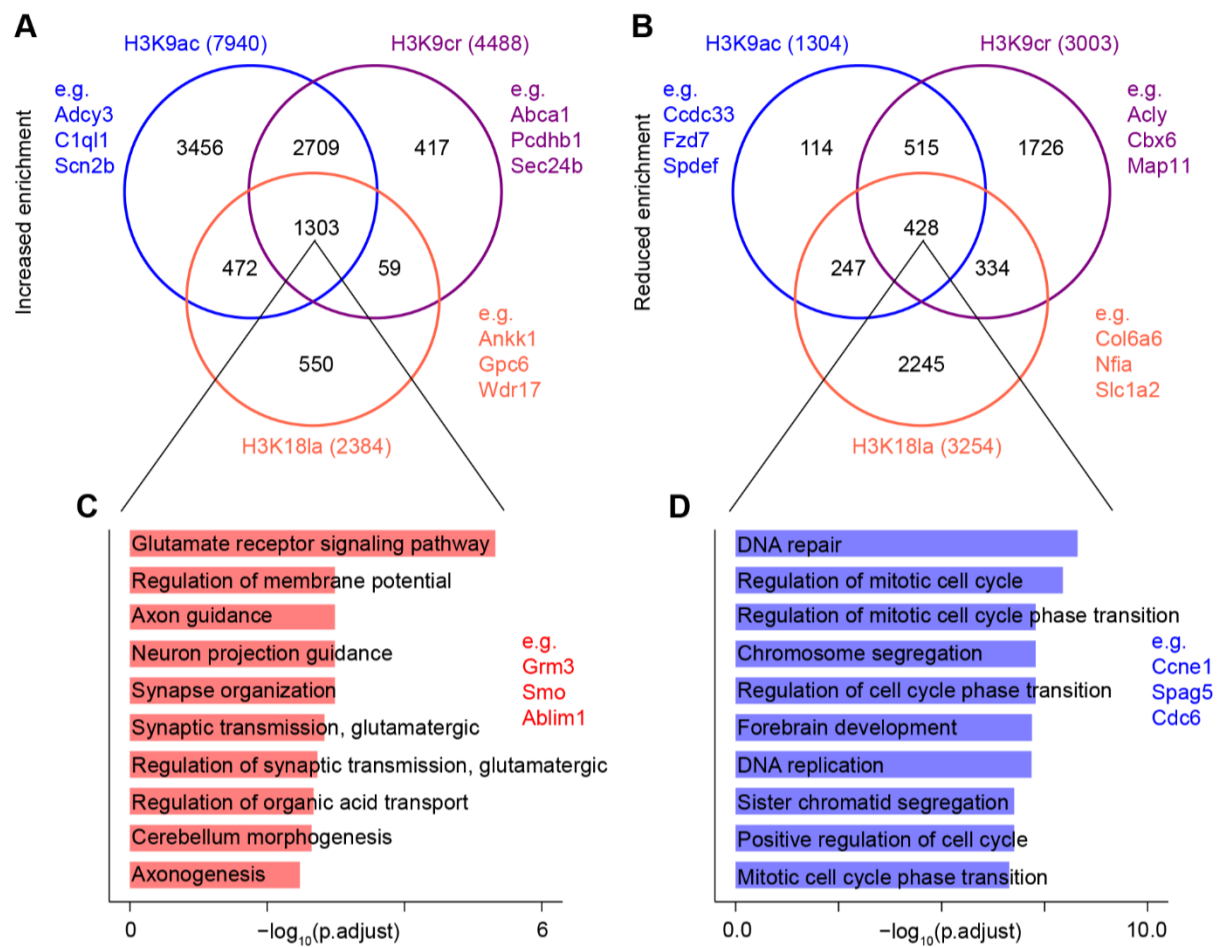 A
H3K9ac (7940)
H3K9cr (4488)
Increased enrichment
e.g.
Adcy3
C1ql1
Scn2b
3456
2709
417
e.g.
Abca1
Pcdhb1
Sec24b
1303
472
59
550
e.g.
Ankk1
Gpc6
Wdr17
H3K18la (2384)
B
H3K9ac (1304)
H3K9cr (3003)
Reduced enrichment
e.g.
Ccdc33
Fzd7
Spdef
114
515
1726
e.g.
Acly
Cbx6
Map11
428
247
334
2245
e.g.
Col6a6
Nfia
Slc1a2
H3K18la (3254)
C
Glutamate receptor signaling pathway
Regulation of membrane potential
Axon guidance
Neuron projection guidance
Synapse organization
Synaptic transmission, glutamatergic
Regulation of synaptic transmission, glutamatergic
Regulation of organic acid transport
Cerebellum morphogenesis
Axonogenesis
e.g.
Grm3
Smo
Ablim1
0
−log10(p.adjust)
6
D
DNA repair
Regulation of mitotic cell cycle
Regulation of mitotic cell cycle phase transition
Chromosome segregation
Regulation of cell cycle phase transition
Forebrain development
DNA replication
Sister chromatid segregation
Positive regulation of cell cycle
Mitotic cell cycle phase transition
e.g.
Ccne1
Spag5
Cdc6
0.0
−log10(p.adjust)
10.0